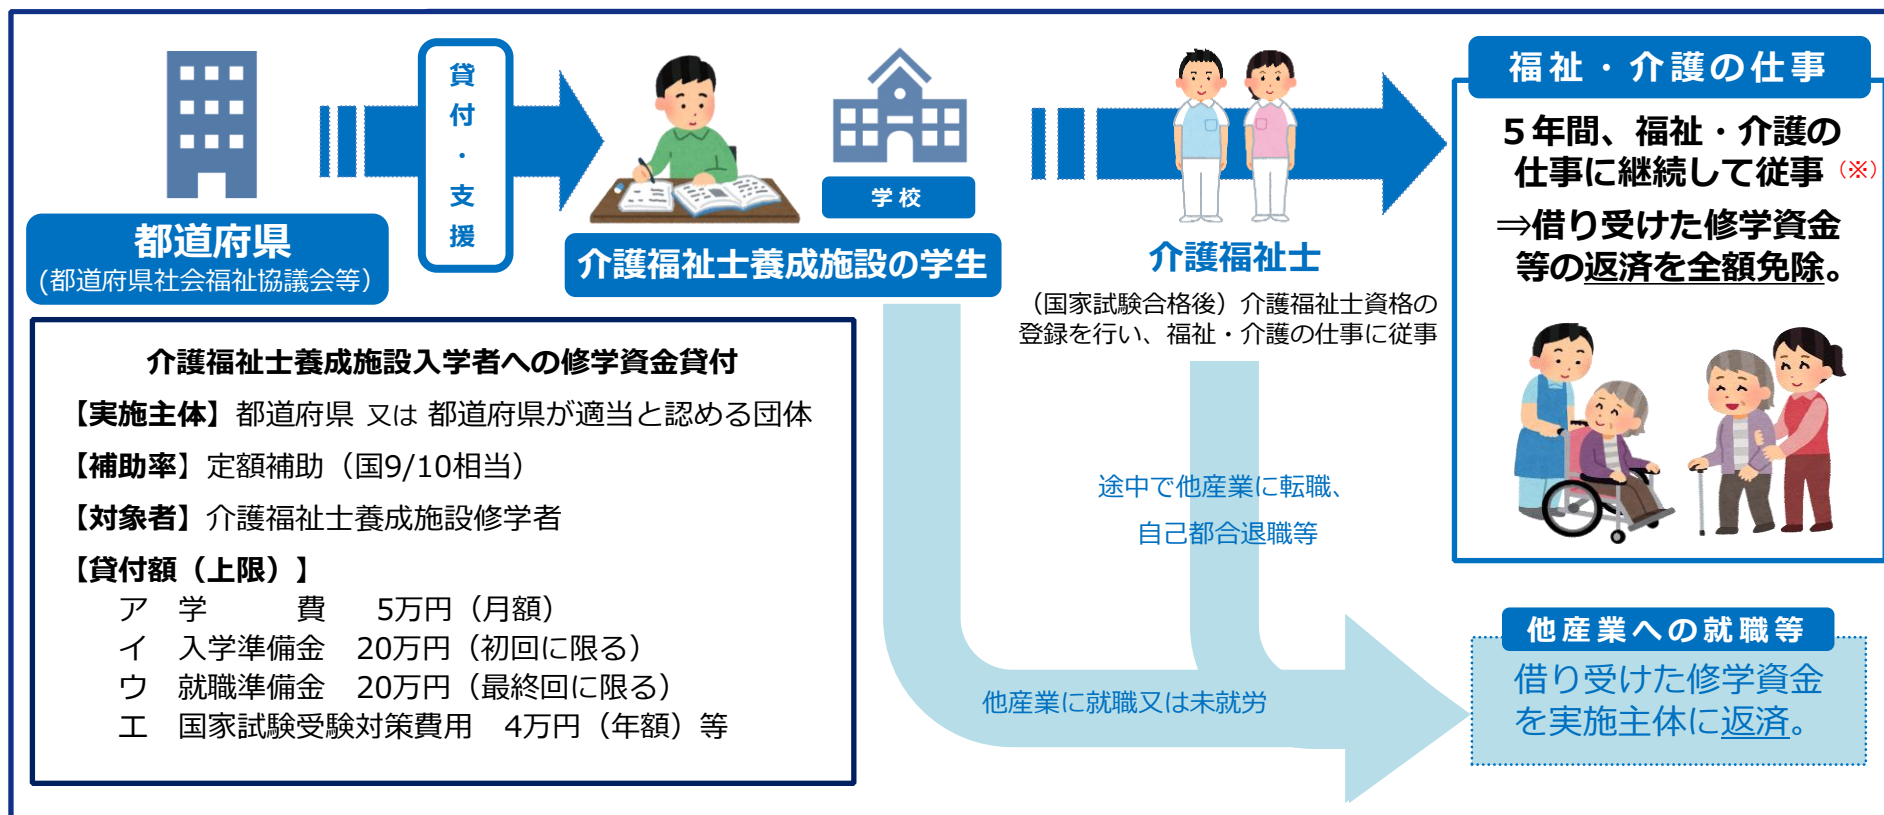 都道府県
(都道府県社会福祉協議会等)
貸付・支援
学校
介護福祉士養成施設の学生
介護福祉士
（国家試験合格後）介護福祉士資格の
登録を行い、福祉・介護の仕事に従事
福祉・介護の仕事
５年間、福祉・介護の
仕事に継続して従事（※）
⇒借り受けた修学資金
等の返済を全額免除。
介護福祉士養成施設入学者への修学資金貸付
【実施主体】都道府県 又は 都道府県が適当と認める団体
【補助率】定額補助（国9/10相当）
【対象者】介護福祉士養成施設修学者
【貸付額（上限）】
ア　学　　　費　5万円（月額）
イ　入学準備金　20万円（初回に限る）
ウ　就職準備金　20万円（最終回に限る）
エ　国家試験受験対策費用　4万円（年額）等
途中で他産業に転職、
自己都合退職等
他産業に就職又は未就労
他産業への就職等
借り受けた修学資金
を実施主体に返済。